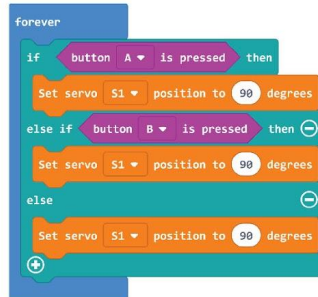 forever
if button A is pressed then
Set servo S1 position to 90 degrees
else if button B is pressed then
Set servo S1 position to 90 degrees
else
Set servo S1 position to 90 degrees